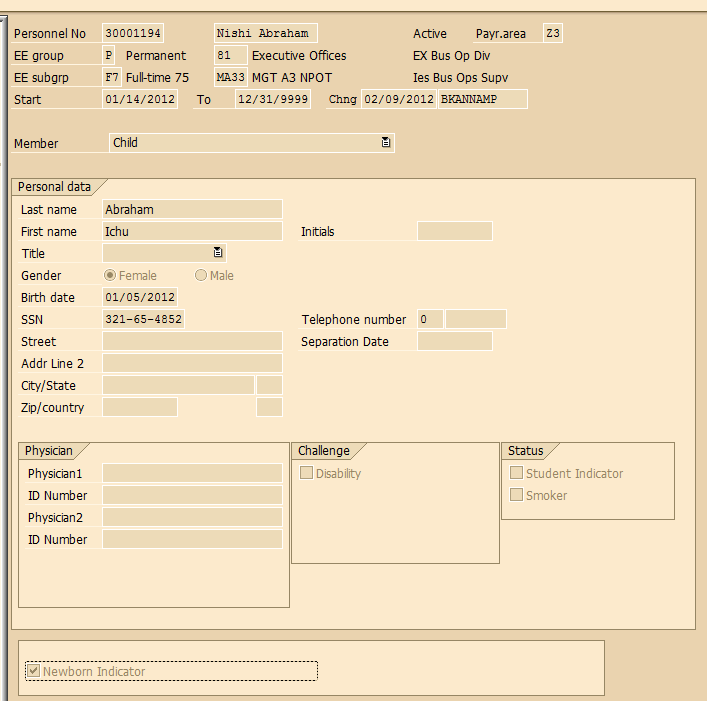 Personnel No 30001194 Nishi Abraham Active Payr.area Z3
EE group P Permanent 81 Executive Offices EX Bus Op Div
EE subgrp F7 Full-time 75 MA33 MGT A3 NPOT Ies Bus Ops Supv
Start 01/14/2012 To 12/31/9999 Chng 02/09/2012 BKANNAMP
Member Child
Personal data
Last name Abraham
First name Ichu Initials
Title
Gender Female Male
Birth date 01/05/2012
SSN 321-65-4852 Telephone number 0
Street Separation Date
Addr Line 2
City/State
Zip/country
Physician Challenge Status
Physician1 Disability Student Indicator
ID Number Smoker
Physician2
ID Number
Newborn Indicator